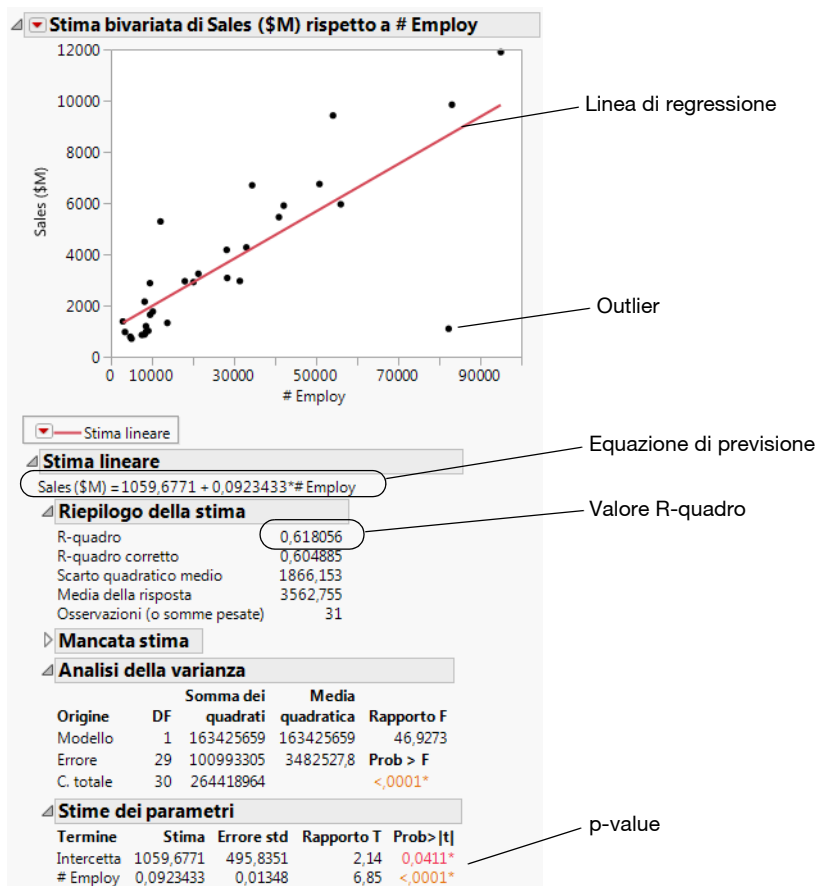 Stima bivariata di Sales ($M) rispetto a # Employ
12000
10000
8000
6000
4000
2000
0
Sales ($M)
0 10000 30000 50000 70000 90000
# Employ
Linea di regressione
Outlier
Stima lineare
Stima lineare
Equazione di previsione
Sales ($M) = 1059,6771 + 0,0923433*# Employ
Riepilogo della stima
Valore R-quadro
R-quadro 0,618056
R-quadro corretto 0,604885
Scarto quadratico medio 1866,153
Media della risposta 3562,755
Osservazioni (o somme pesate) 31
Mancata stima
Analisi della varianza
Somma dei Media
Origine DF quadrati quadratica Rapporto F
Modello 1 163425659 163425659 46,9273
Errore 29 100993305 3482527,8 Prob > F
C. totale 30 264418964 <,0001*
Stime dei parametri
p-value
Termine Stima Errore std Rapporto T Prob>|t|
Intercetta 1059,6771 495,8351 2,14 0,0411*
# Employ 0,0923433 0,01348 6,85 <,0001*